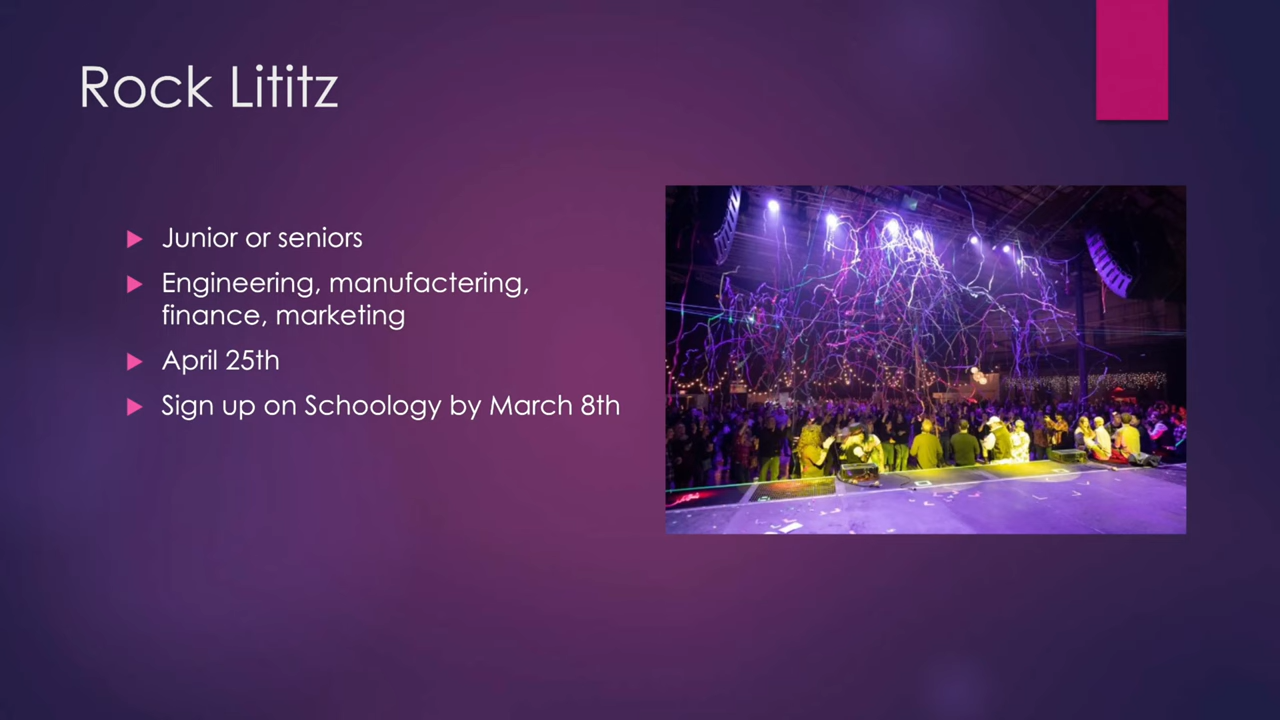 Rock Lititz
Junior or seniors
Engineering, manufactering,
finance, marketing
April 25th
Sign up on Schoology by March 8th